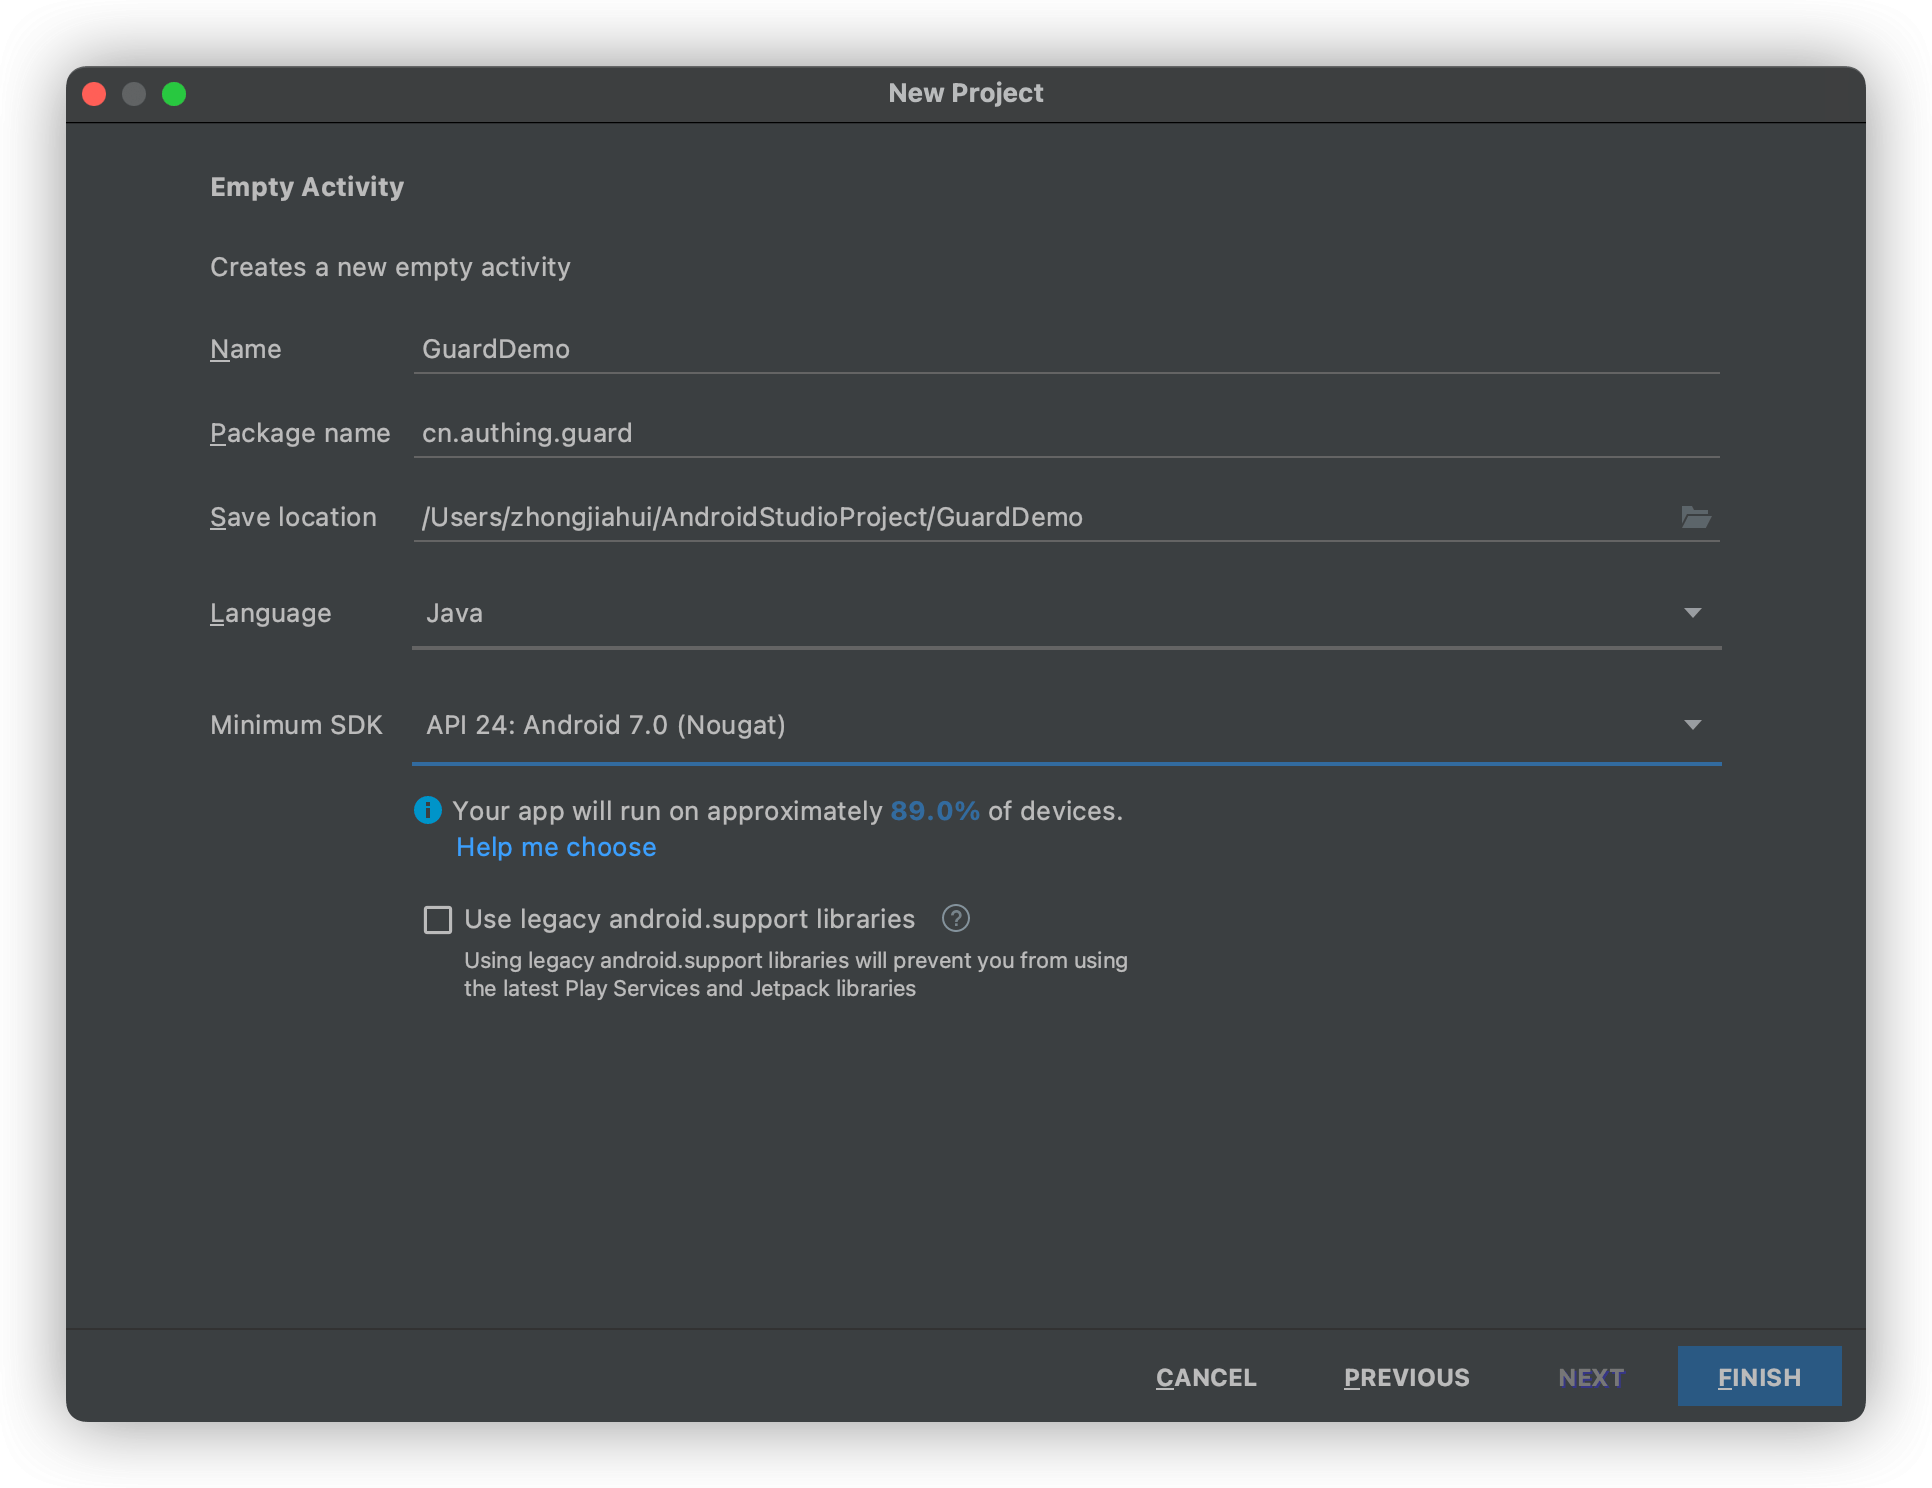 New Project
Empty Activity
Creates a new empty activity
Name GuardDemo
Package name cn.authing.guard
Save location /Users/zhongjiahui/AndroidStudioProject/GuardDemo
Language Java
Minimum SDK API 24: Android 7.0 (Nougat)
i Your app will run on approximately 89.0% of devices.
Help me choose
Use legacy android.support libraries ?
Using legacy android.support libraries will prevent you from using
the latest Play Services and Jetpack libraries
CANCEL PREVIOUS NEXT FINISH